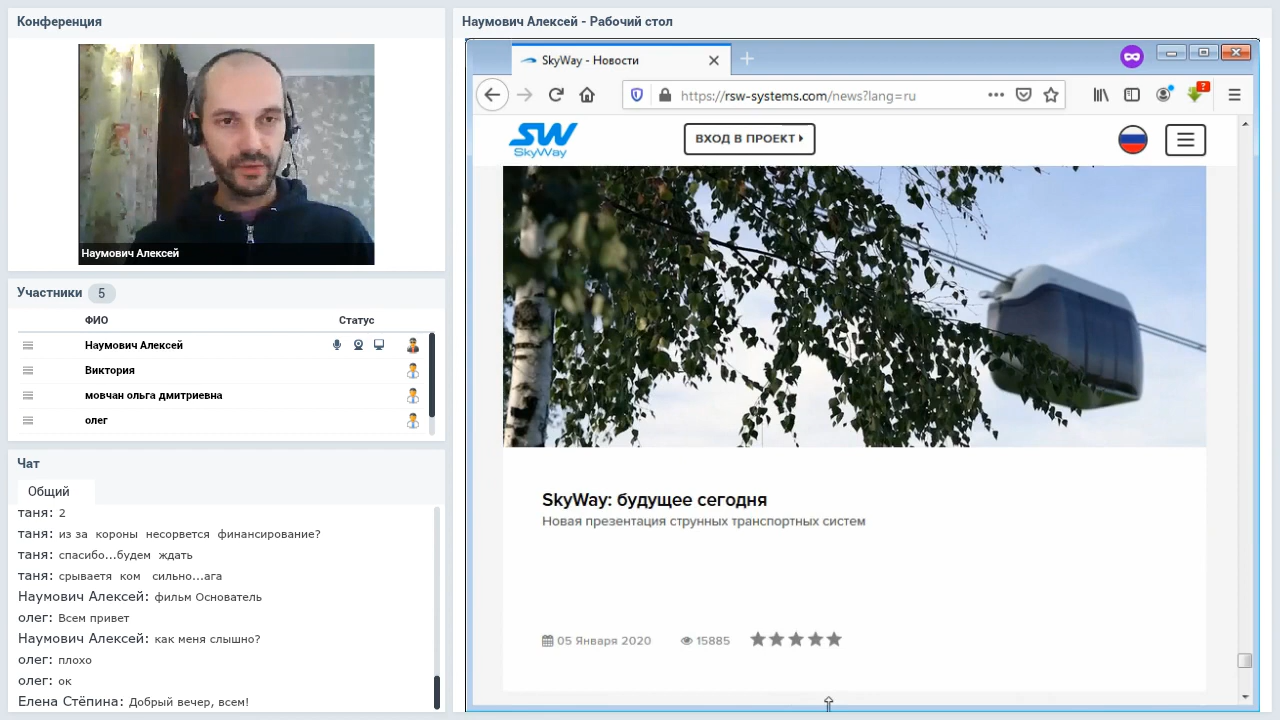 Конференция
Наумович Алексей
Участники 5
ФИО Статус
Наумович Алексей
Виктория
мовчан ольга дмитриевна
олег
Чат
Общий
таня: 2
таня: из за короны несорвется финансирование?
таня: спасибо...будем ждать
таня: срываетя ком сильно...ага
Наумович Алексей: фильм Основатель
олег: Всем привет
Наумович Алексей: как меня слышно?
олег: плохо
олег: ок
Елена Стёпина: Добрый вечер, всем!
Наумович Алексей - Рабочий стол
SkyWay - Новости
https://rsw-systems.com/news?lang=ru
?
SW
SkyWay
ВХОД В ПРОЕКТ
SkyWay: будущее сегодня
Новая презентация струнных транспортных систем
05 Января 2020 15885